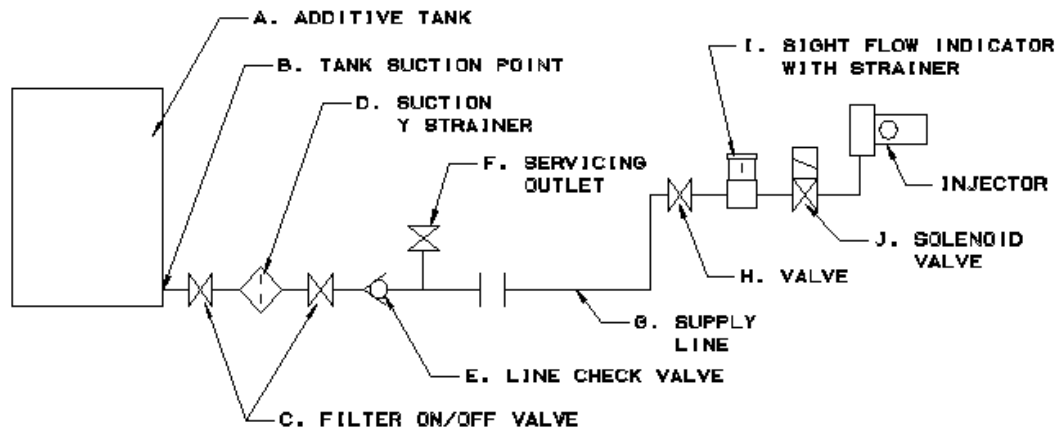 A. ADDITIVE TANK
B. TANK SUCTION POINT
D. SUCTION
Y STRAINER
F. SERVICING
OUTLET
I. SIGHT FLOW INDICATOR
WITH STRAINER
INJECTOR
J. SOLENOID
VALVE
H. VALVE
G. SUPPLY
LINE
E. LINE CHECK VALVE
C. FILTER ON/OFF VALVE